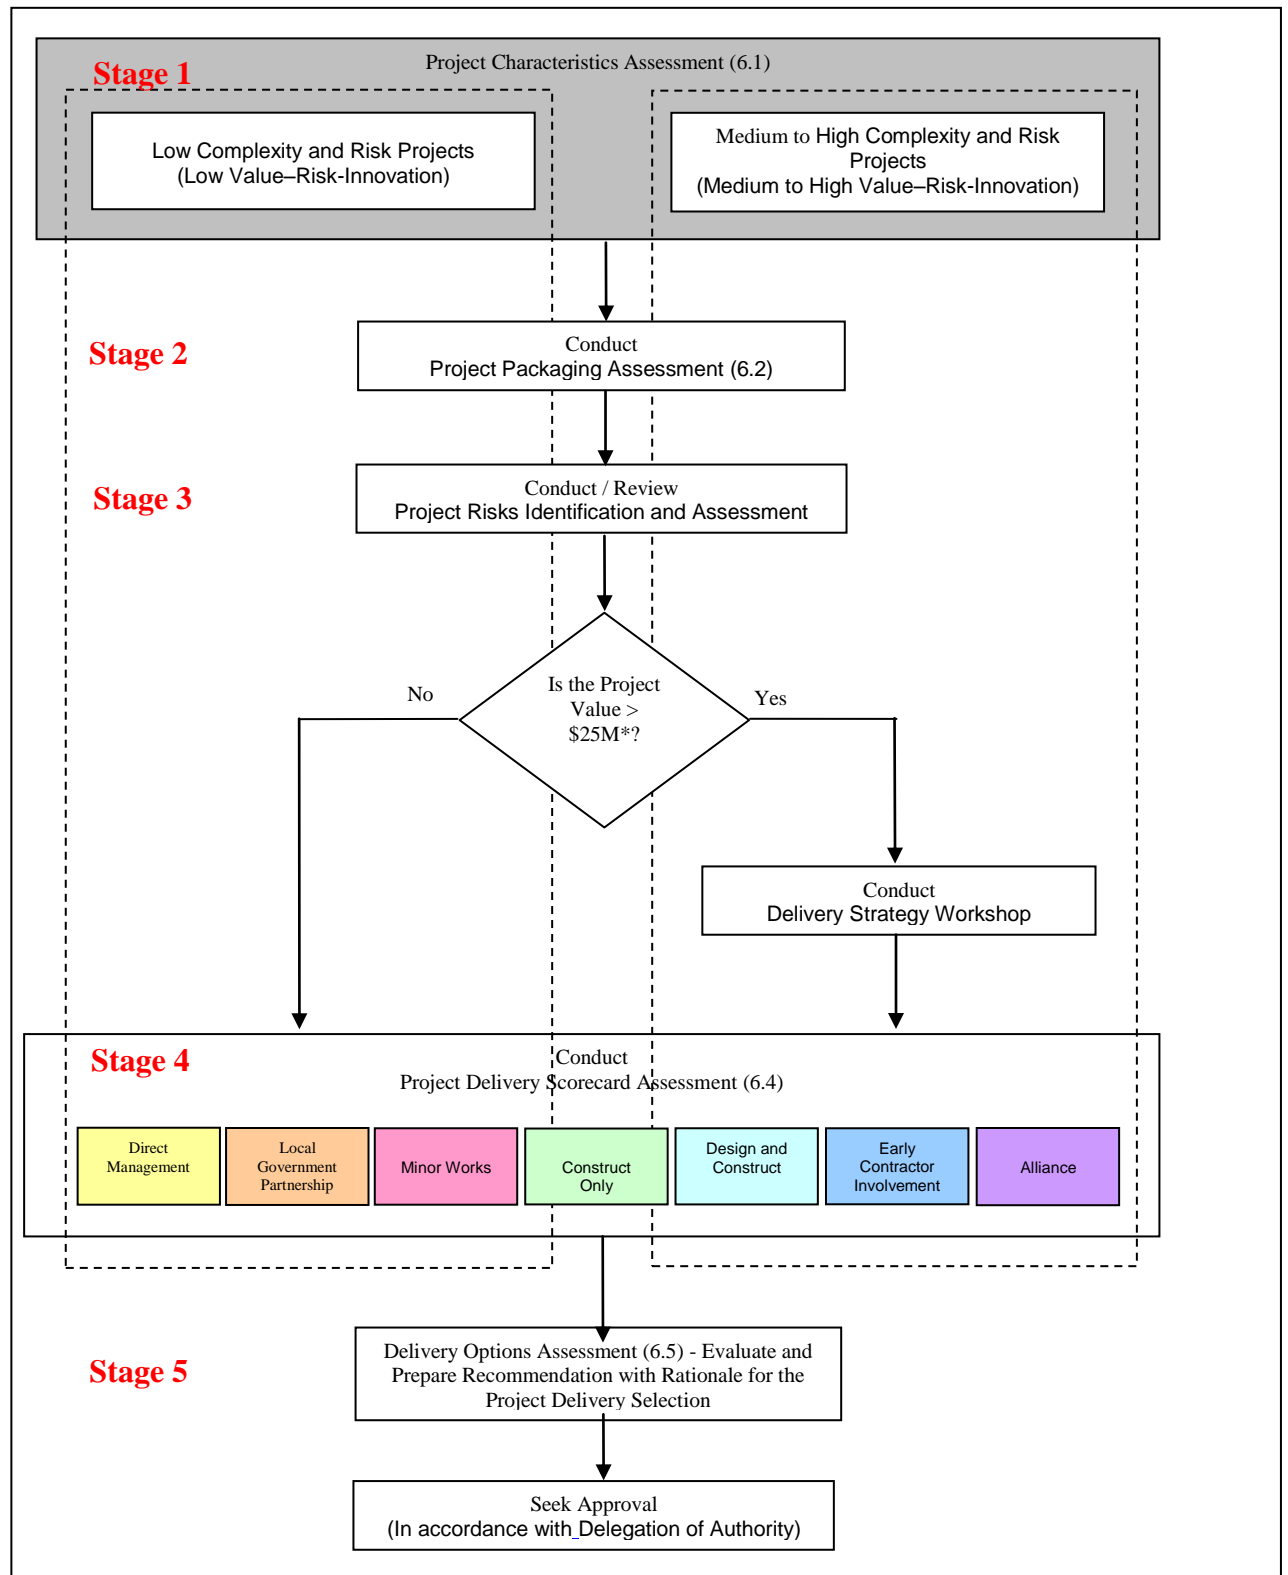 Project Characteristics Assessment (6.1)
Stage 1
Low Complexity and Risk Projects
(Low Value–Risk-Innovation)
Medium to High Complexity and Risk
Projects
(Medium to High Value–Risk-Innovation)
Stage 2
Conduct
Project Packaging Assessment (6.2)
Stage 3
Conduct / Review
Project Risks Identification and Assessment
No
Is the Project
Value >
$25M*?
Yes
Conduct
Delivery Strategy Workshop
Stage 4
Conduct
Project Delivery Scorecard Assessment (6.4)
Direct
Management
Local
Government
Partnership
Minor Works
Construct
Only
Design and
Construct
Early
Contractor
Involvement
Alliance
Stage 5
Delivery Options Assessment (6.5) - Evaluate and
Prepare Recommendation with Rationale for the
Project Delivery Selection
Seek Approval
(In accordance with Delegation of Authority)